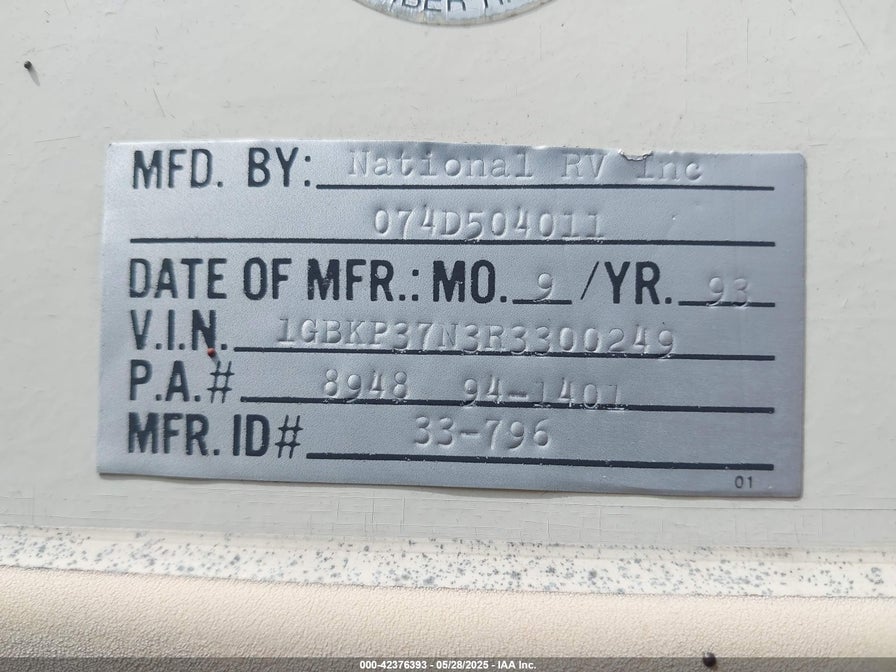 MFD. BY: National RV Inc
074D504011
DATE OF MFR.: MO. 9 /YR. 93
V.I.N. 1GBKP37N3R3300249
P.A.# 8948 94-1401
MFR. ID# 33-796
01
000-42376393 - 05/28/2025 - IAA Inc.